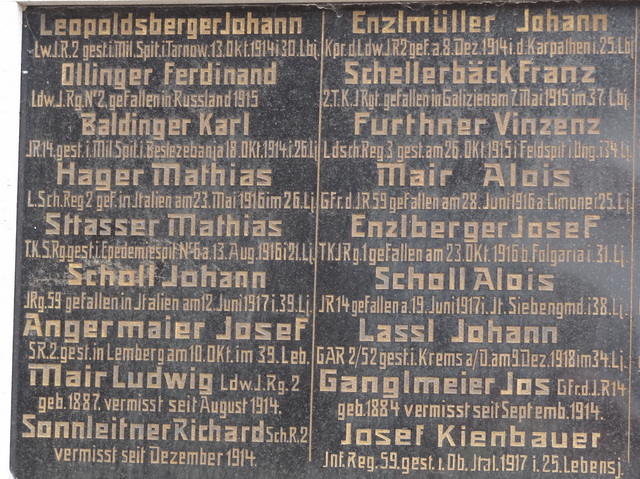 Leopoldsberger Johann
Lw.J.R.2 gest.i.Mil.Spit.i.Tarnow.13.Okt.1914 i.30.Lbj.
Ollinger Ferdinand
Ldw.J.Rg.Nº2.gefallen in Russland 1915
Baldinger Karl
JR.14.gest.i.Mil.Spit.i. 18.Okt.1914.i.26.Lj.
Hager Mathias
L.Sch.Reg 2 gef. in Jtalien am 23.Mai 1916 im 26.Lj.
Strasser Mathias
T.K.S.Rg.gest.i.Epedemiespit Nº6 a.13.Aug.1916 i.21.Lj.
Scholl Johann
JRg.59 gefallen in Jtalien am 12.Juni 1917 i.39.Lj.
Angermaier Josef
S.R.2.gest.in Lemberg am 10.Okt.im 39.Leb.
Mair Ludwig Ldw.J.Rg.2
geb.1887. vermisst seit August 1914.
Sonnleitner Richard Sch.R.2
vermisst seit Dezember 1914.
Enzlmüller Johann
Kpr.d.Ldw.J.R2 gef.a.8.Dez.1914 i.d.Karpathen i.25.Lbj
Schellerbäck Franz
2.T.K.J.Rgt.gefallen in Galizien am 7.Mai 1915 im 37.Lbj.
Furthner Vinzenz
Ldsch.Reg 3 gest.am 26.Okt.1915 i Feldspit i.Ung.i 34.Lj.
Mair Alois
GFr.d.JR 59 gefallen am 28.Juni 1916 a.Cimone i 25.Lj.
Enzlberger Josef
TKJRg.1 gefallen am 23.Okt.1916 b.Folgaria i.31.Lj.
Scholl Alois
JR 14 gefallen a.19.Juni 1917 i.Jt.Siebengmd.i 38.Lj.
Lassl Johann
GAR 2/52 gest.i.Krems a/D.am 9.Dez.1918 im 34.Lj.
Ganglmeier Jos GFr.d.J.R14
geb.1884 vermisst seit Septemb.1914.
Josef Kienbauer
Jnf.Reg.59.gest.i.Ob.Jtal.1917 i.25.Lebensj.